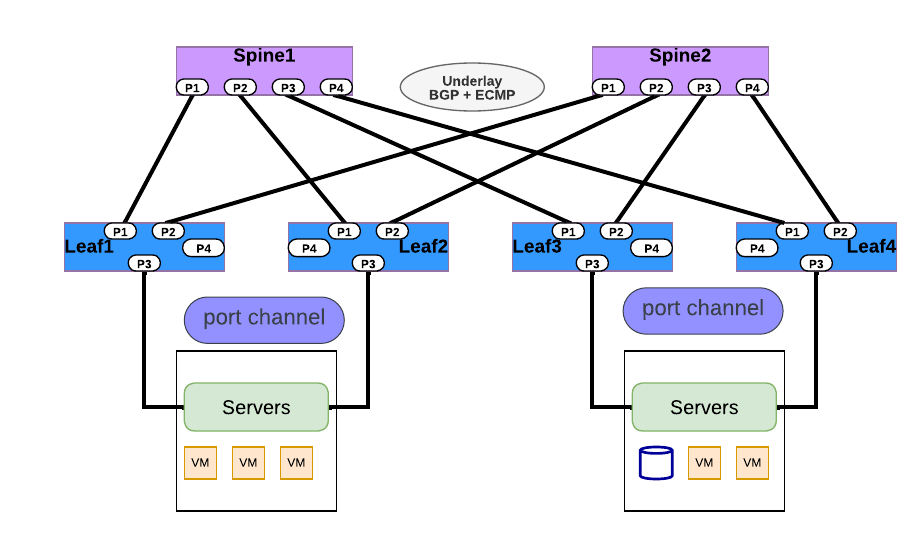 Spine1
P1 P2 P3 P4
Underlay
BGP + ECMP
Spine2
P1 P2 P3 P4
Leaf1
P1 P2
P4
P3
Leaf2
P1 P2
P4
P3
Leaf3
P1 P2
P4
P3
Leaf4
P1 P2
P4
P3
port channel
port channel
Servers
VM VM VM
Servers
VM VM